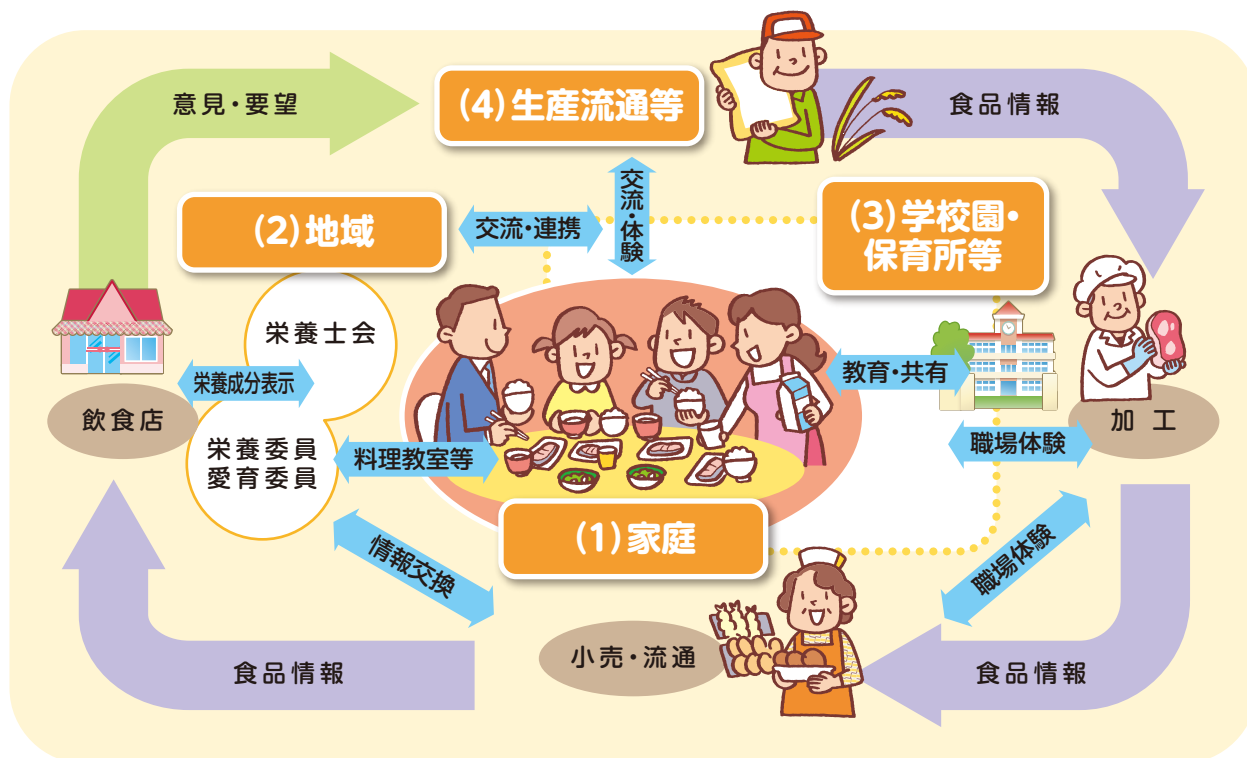 意見・要望
(4)生産流通等
食品情報
(2)地域
交流・連携
交流・体験
(3)学校園・
保育所等
栄養士会
栄養成分表示
飲食店
栄養委員
愛育委員
料理教室等
教育・共有
職場体験
加工
(1)家庭
情報交換
職場体験
小売・流通
食品情報
食品情報